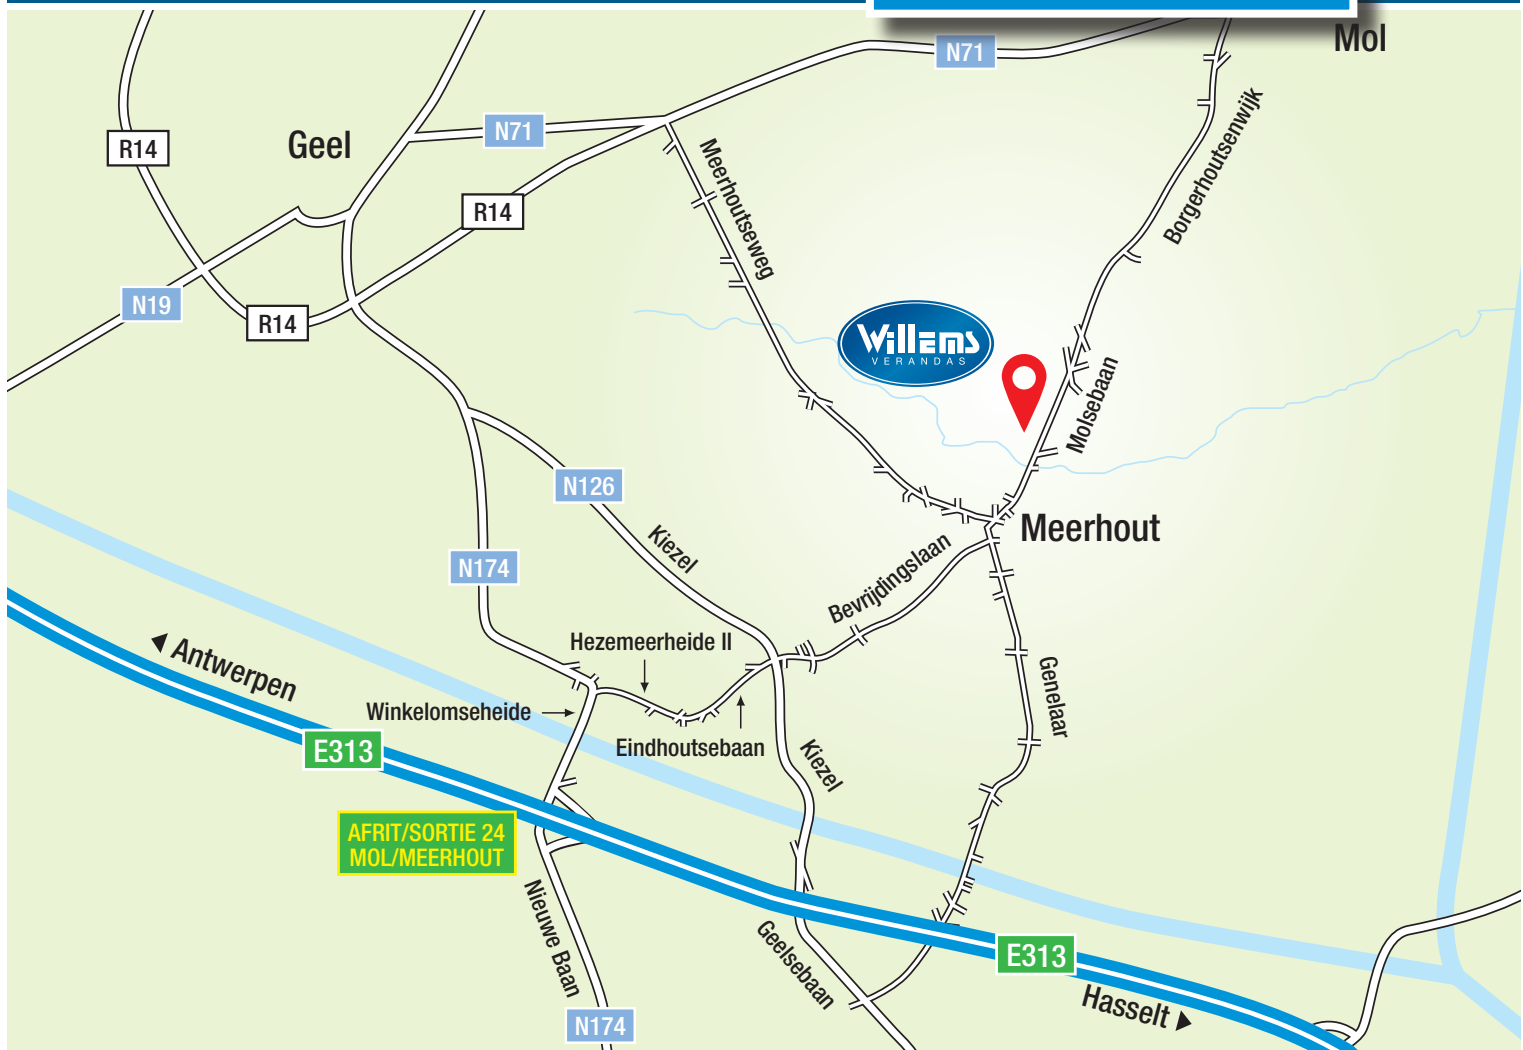 Mol
N71
N71
Geel
R14
R14
Meerhoutseweg
Borgerhoutsenwijk
N19
R14
Willems
VERANDAS
Molsebaan
N126
Meerhout
Kiezel
N174
Bevrijdingslaan
Hezemeerheide II
Antwerpen
Genelaar
Winkelomseheide
Eindhoutsebaan
E313
Kiezel
AFRIT/SORTIE 24
MOL/MEERHOUT
Nieuwe Baan
Geelsebaan
E313
Hasselt
N174